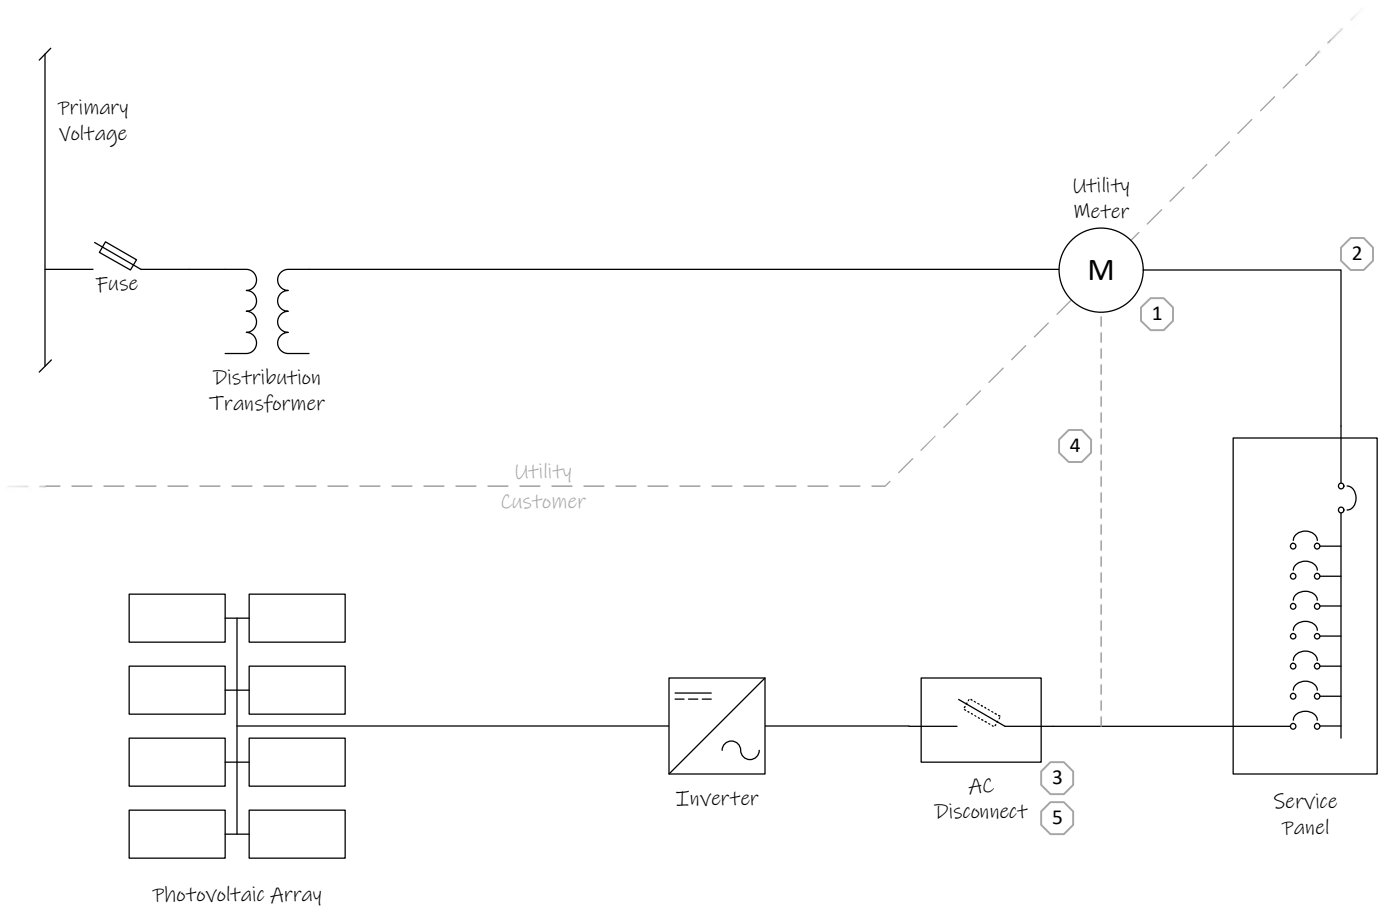 Primary
Voltage
Utility
Meter
M
2
Fuse
1
Distribution
Transformer
4
Utility
Customer
Inverter
AC
Disconnect
3
5
Service
Panel
Photovoltaic Array